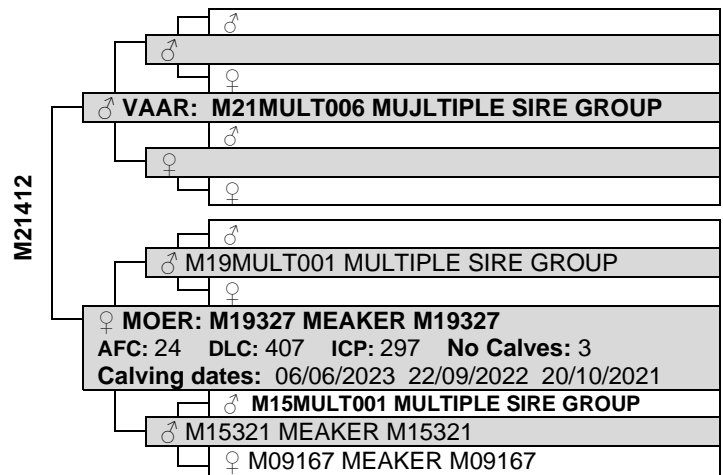 ♂
♂
♀
♂ VAAR: M21MULT006 MUJLTIPLE SIRE GROUP
♂
♀
♀
M21412
♂
♂ M19MULT001 MULTIPLE SIRE GROUP
♀
♀ MOER: M19327 MEAKER M19327
AFC: 24 DLC: 407 ICP: 297 No Calves: 3
Calving dates: 06/06/2023 22/09/2022 20/10/2021
♂ M15MULT001 MULTIPLE SIRE GROUP
♂ M15321 MEAKER M15321
♀ M09167 MEAKER M09167